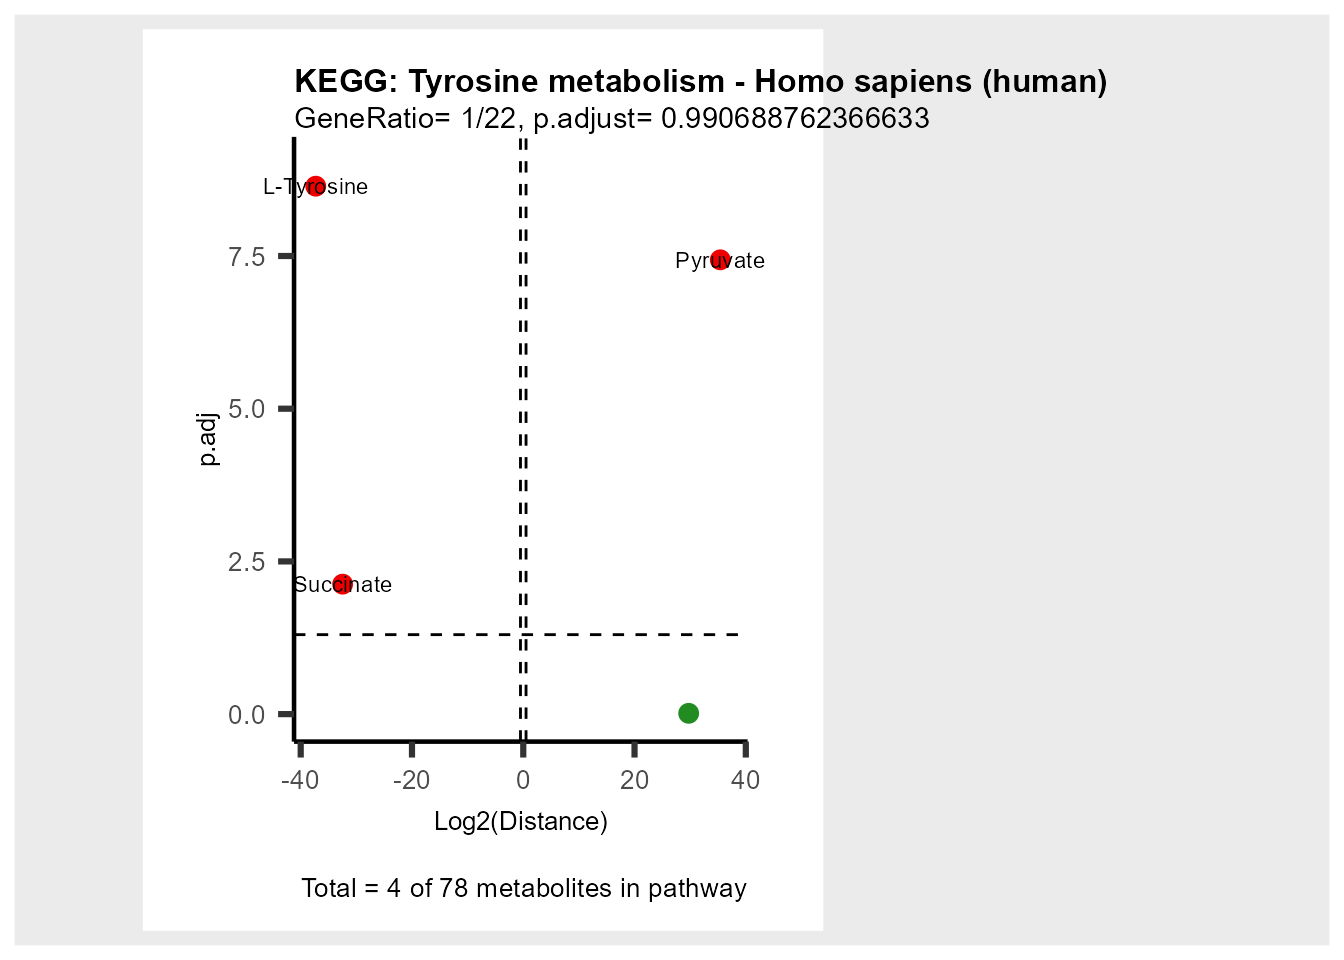 KEGG: Tyrosine metabolism - Homo sapiens (human)
GeneRatio= 1/22, p.adjust= 0.990688762366633
L-Tyrosine
7.5
Pyruvate
5.0
p.adj
2.5
Succinate
0.0
-40 -20 0 20 40
Log2(Distance)
Total = 4 of 78 metabolites in pathway